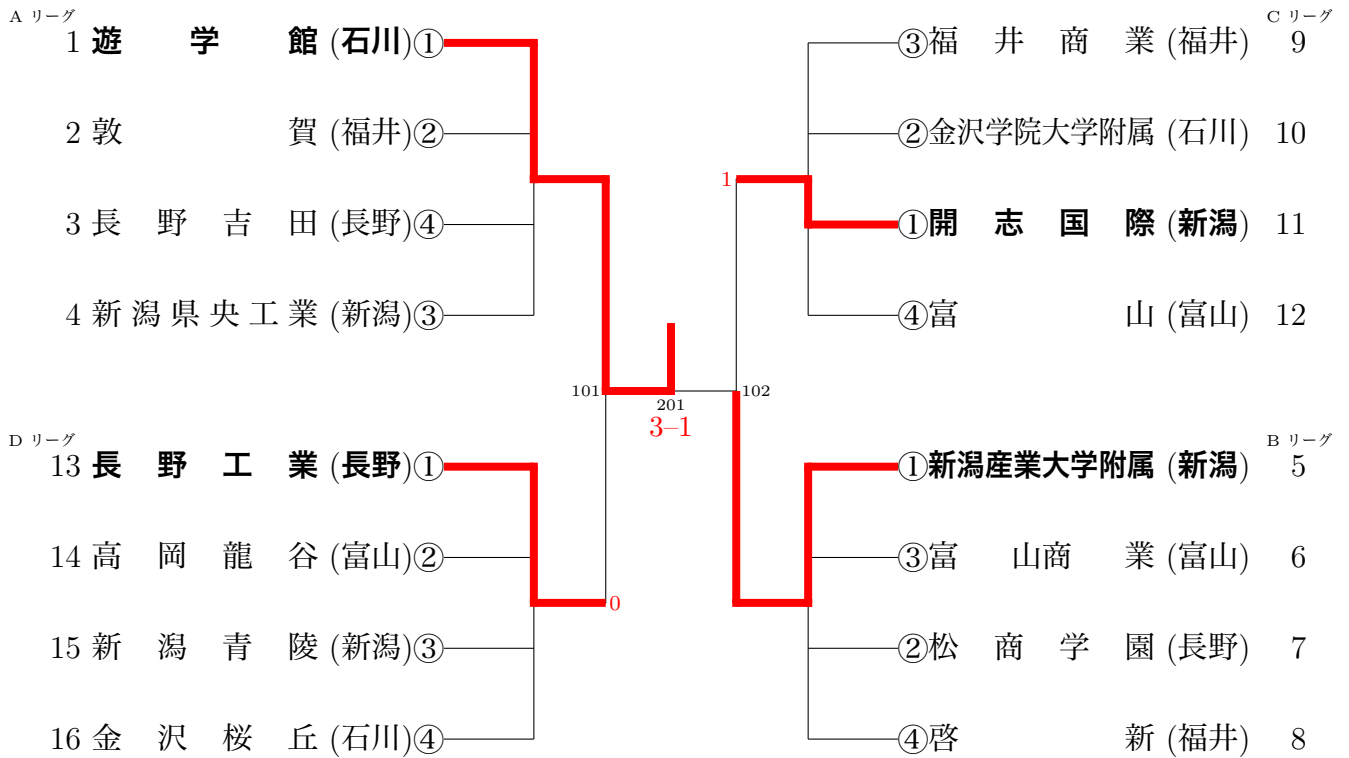 A リーグ
1 遊学館 (石川)①
2 敦賀 (福井)②
3 長野吉田 (長野)④
4 新潟県央工業 (新潟)③
D リーグ
13 長野工業 (長野)①
14 高岡龍谷 (富山)②
15 新潟青陵 (新潟)③
16 金沢桜丘 (石川)④
101
0
201
3–1
1
102
C リーグ
③福井商業 (福井) 9
②金沢学院大学附属 (石川) 10
①開志国際 (新潟) 11
④富山 (富山) 12
B リーグ
①新潟産業大学附属 (新潟) 5
③富山商業 (富山) 6
②松商学園 (長野) 7
④啓新 (福井) 8